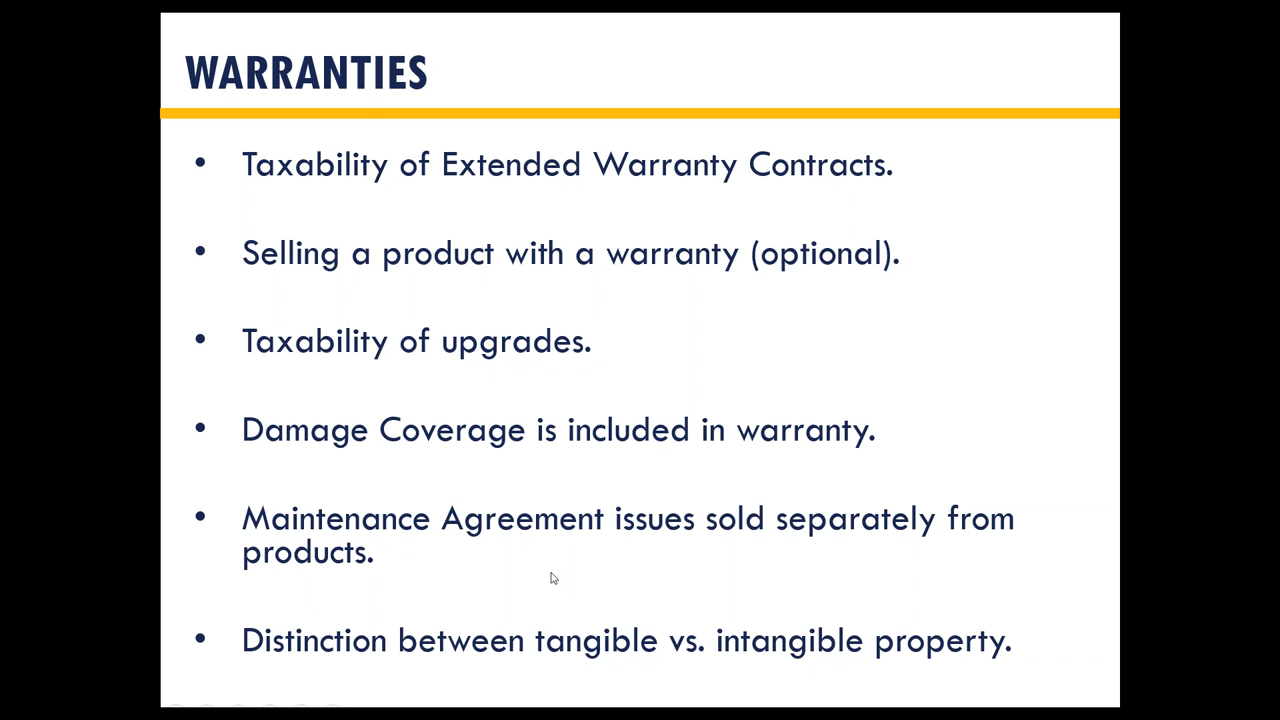 WARRANTIES
• Taxability of Extended Warranty Contracts.
• Selling a product with a warranty (optional).
• Taxability of upgrades.
• Damage Coverage is included in warranty.
• Maintenance Agreement issues sold separately from
products.
• Distinction between tangible vs. intangible property.